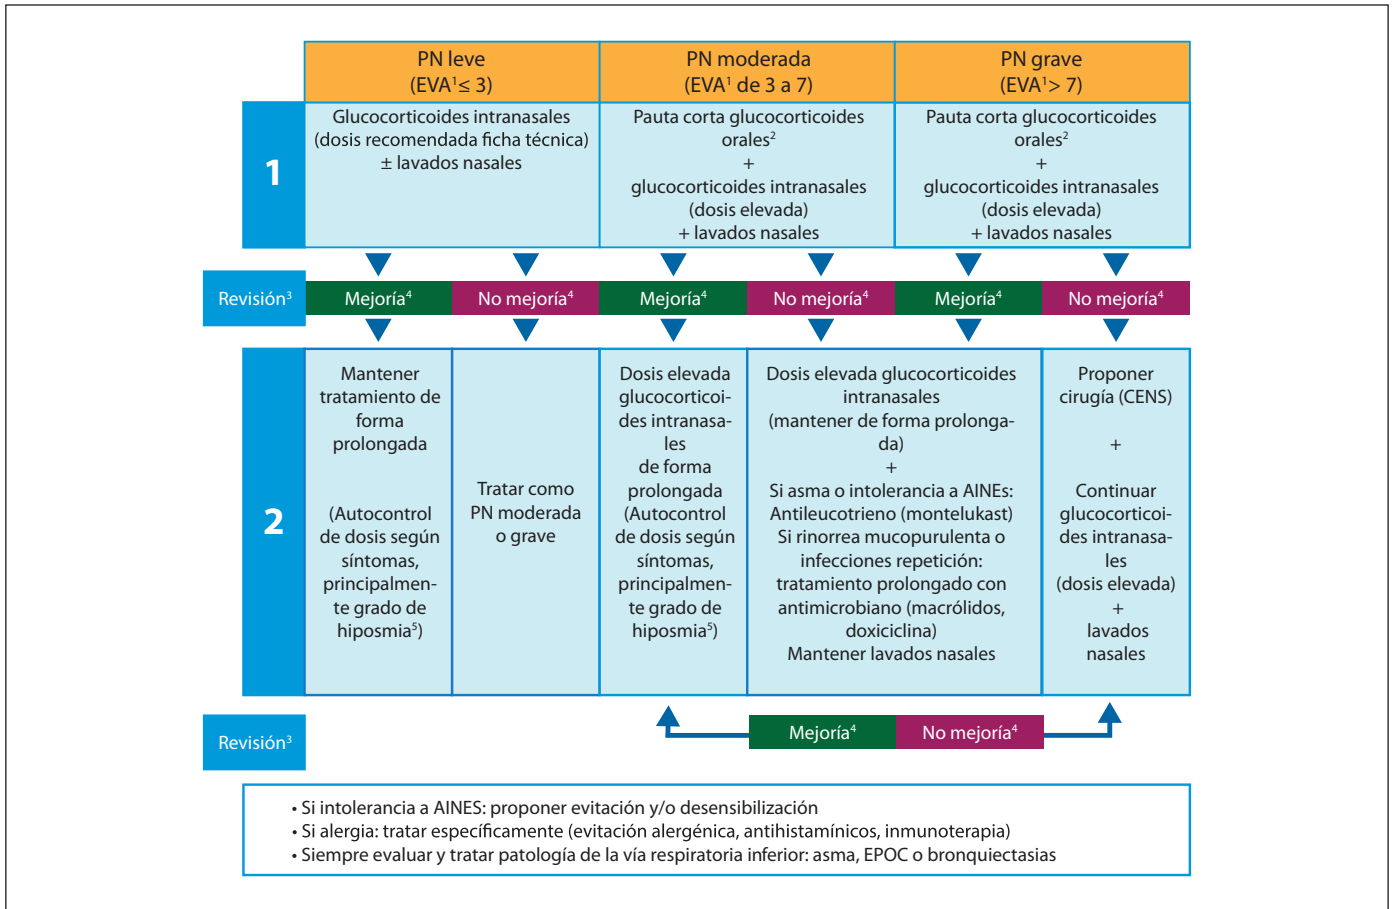 PN leve
(EVA¹≤ 3)
PN moderada
(EVA¹ de 3 a 7)
PN grave
(EVA¹> 7)
1
Glucocorticoides intranasales
(dosis recomendada ficha técnica)
± lavados nasales
Pauta corta glucocorticoides
orales²
+
glucocorticoides intranasales
(dosis elevada)
+ lavados nasales
Pauta corta glucocorticoides
orales²
+
glucocorticoides intranasales
(dosis elevada)
+ lavados nasales
Revisión³
Mejoría⁴
No mejoría⁴
Mejoría⁴
No mejoría⁴
Mejoría⁴
No mejoría⁴
2
Mantener
tratamiento de
forma
prolongada
(Autocontrol
de dosis según
síntomas,
principalmen-
te grado de
hiposmia⁵)
Tratar como
PN moderada
o grave
Dosis elevada
glucocorticoi-
des intranasa-
les
de forma
prolongada
(Autocontrol
de dosis según
síntomas,
principalmen-
te grado de
hiposmia⁵)
Dosis elevada glucocorticoides
intranasales
(mantener de forma prolonga-
da)
+
Si asma o intolerancia a AINEs:
Antileucotrieno (montelukast)
Si rinorrea mucopurulenta o
infecciones repetición:
tratamiento prolongado con
antimicrobiano (macrólidos,
doxiciclina)
Mantener lavados nasales
Proponer
cirugía (CENS)
+
Continuar
glucocorticoi-
des intranasa-
les
(dosis elevada)
+
lavados
nasales
Revisión³
Mejoría⁴
No mejoría⁴
• Si intolerancia a AINES: proponer evitación y/o desensibilización
• Si alergia: tratar específicamente (evitación alergénica, antihistamínicos, inmunoterapia)
• Siempre evaluar y tratar patología de la vía respiratoria inferior: asma, EPOC o bronquiectasias